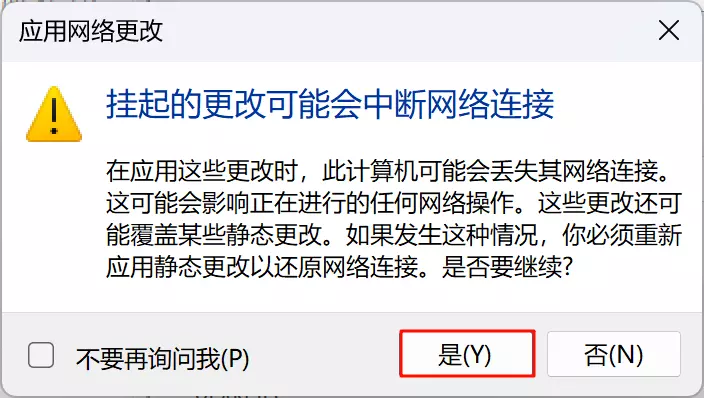 应用网络更改
挂起的更改可能会中断网络连接
在应用这些更改时，此计算机可能会丢失其网络连接。
这可能会影响正在进行的任何网络操作。这些更改还可
能覆盖某些静态更改。如果发生这种情况，你必须重新
应用静态更改以还原网络连接。是否要继续?
不要再询问我(P)
是(Y)
否(N)